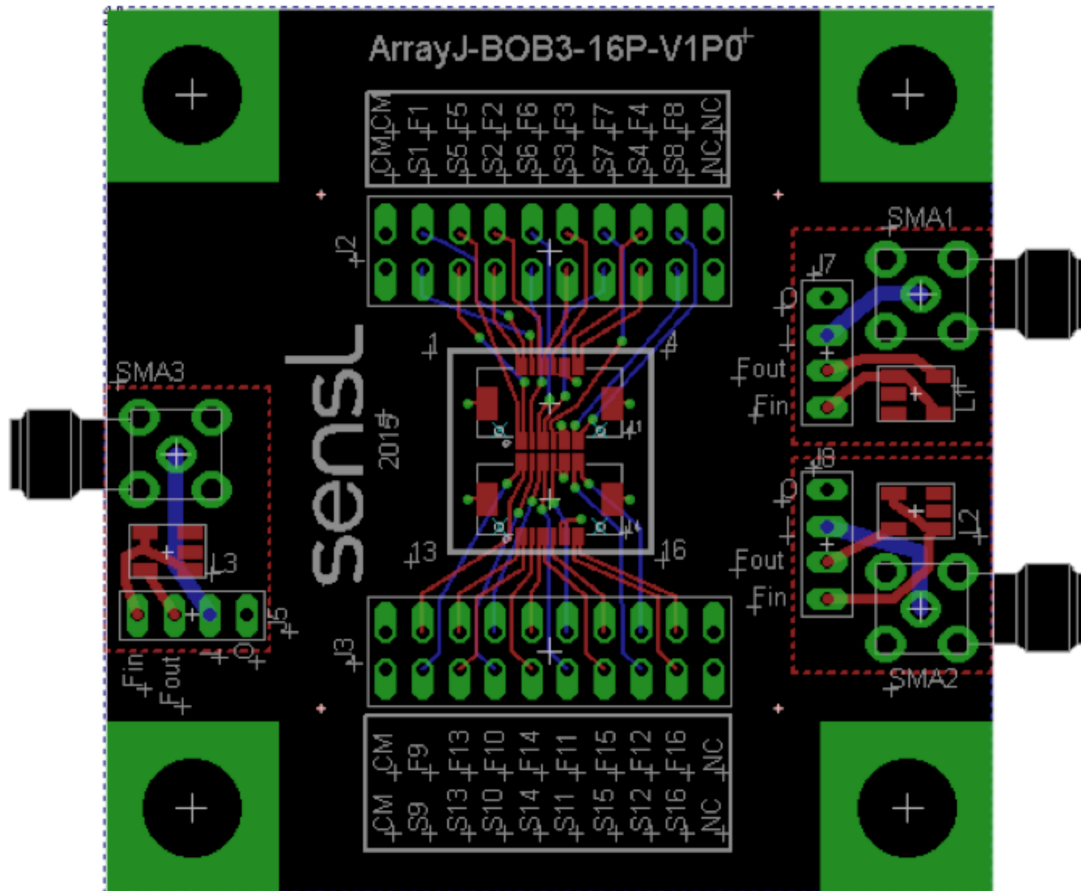 ArrayJ-BOB3-16P-V1P0
CM F1 F5 F2 F6 F3 F7 F4 F8 NC
CM S1 S5 S2 S6 S3 S7 S4 S8 NC
J2
SMA1
J7
O
I
Fout
Fin
L1
1
4
SMA3
sensL
2015
J8
O
I
Fout
Fin
L2
13
16
L3
J5
Fin
Fout
I
O
J3
SMA2
CM F9 F13 F10 F14 F11 F15 F12 F16 NC
CM S9 S13 S10 S14 S11 S15 S12 S16 NC